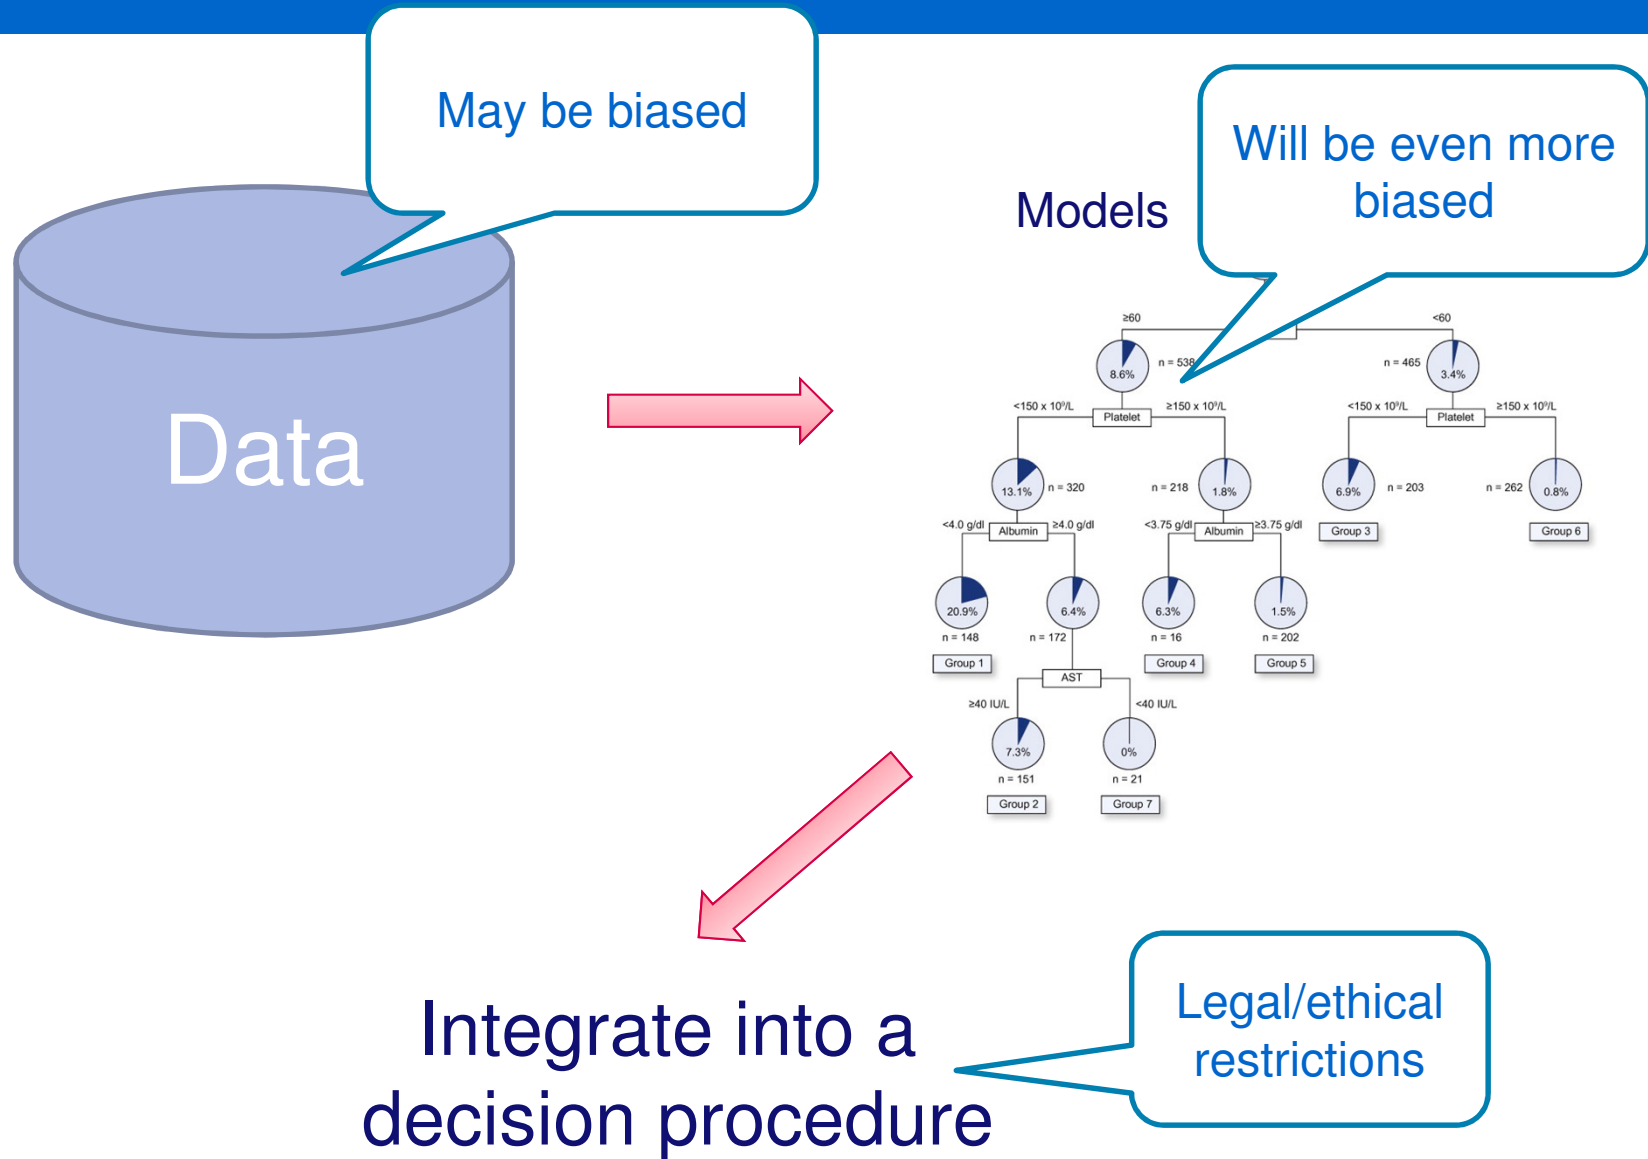 May be biased
Will be even more
biased
Models
Data
≥60
<60
8.6%
n = 538
n = 465
3.4%
<150 x 10⁹/L
≥150 x 10⁹/L
Platelet
<150 x 10⁹/L
≥150 x 10⁹/L
Platelet
13.1%
n = 320
n = 218
1.8%
6.9%
n = 203
n = 262
0.8%
<4.0 g/dl
≥4.0 g/dl
Albumin
<3.75 g/dl
≥3.75 g/dl
Albumin
Group 3
Group 6
20.9%
6.4%
6.3%
1.5%
n = 148
n = 172
n = 16
n = 202
Group 1
Group 4
Group 5
AST
≥40 IU/L
<40 IU/L
7.3%
0%
n = 151
n = 21
Group 2
Group 7
Integrate into a
decision procedure
Legal/ethical
restrictions